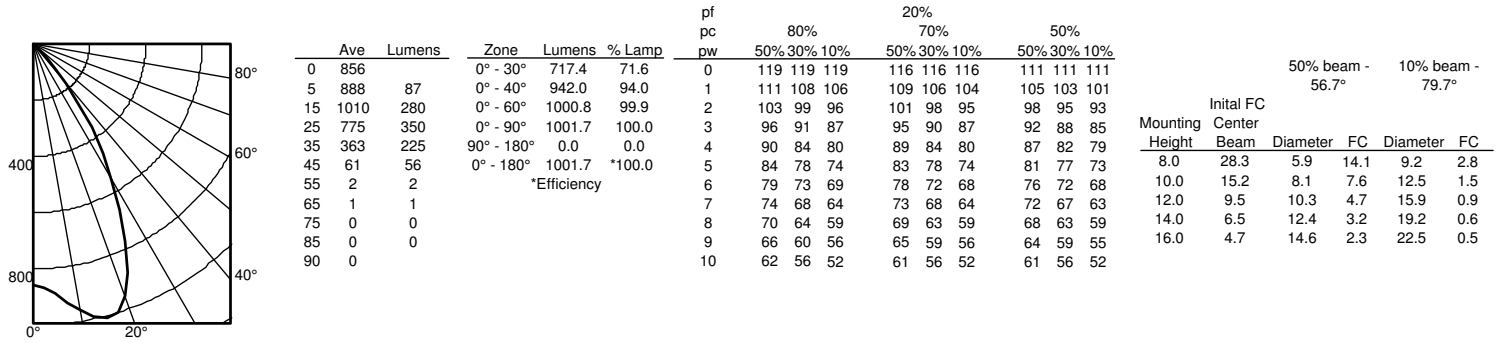 80°
60°
40°
400
800
0° 20°
Ave Lumens
0 856
5 888 87
15 1010 280
25 775 350
35 363 225
45 61 56
55 2 2
65 1 1
75 0 0
85 0 0
90 0
Zone Lumens % Lamp
0° - 30° 717.4 71.6
0° - 40° 942.0 94.0
0° - 60° 1000.8 99.9
0° - 90° 1001.7 100.0
90° - 180° 0.0 0.0
0° - 180° 1001.7 *100.0
*Efficiency
pf 20%
pc 80% 70% 50%
pw 50% 30% 10% 50% 30% 10% 50% 30% 10%
0 119 119 119 116 116 116 111 111 111
1 111 108 106 109 106 104 105 103 101
2 103 99 96 101 98 95 98 95 93
3 96 91 87 95 90 87 92 88 85
4 90 84 80 89 84 80 87 82 79
5 84 78 74 83 78 74 81 77 73
6 79 73 69 78 72 68 76 72 68
7 74 68 64 73 68 64 72 67 63
8 70 64 59 69 63 59 68 63 59
9 66 60 56 65 59 56 64 59 55
10 62 56 52 61 56 52 61 56 52
50% beam - 10% beam -
56.7° 79.7°
Inital FC
Mounting Center
Height Beam Diameter FC Diameter FC
8.0 28.3 5.9 14.1 9.2 2.8
10.0 15.2 8.1 7.6 12.5 1.5
12.0 9.5 10.3 4.7 15.9 0.9
14.0 6.5 12.4 3.2 19.2 0.6
16.0 4.7 14.6 2.3 22.5 0.5